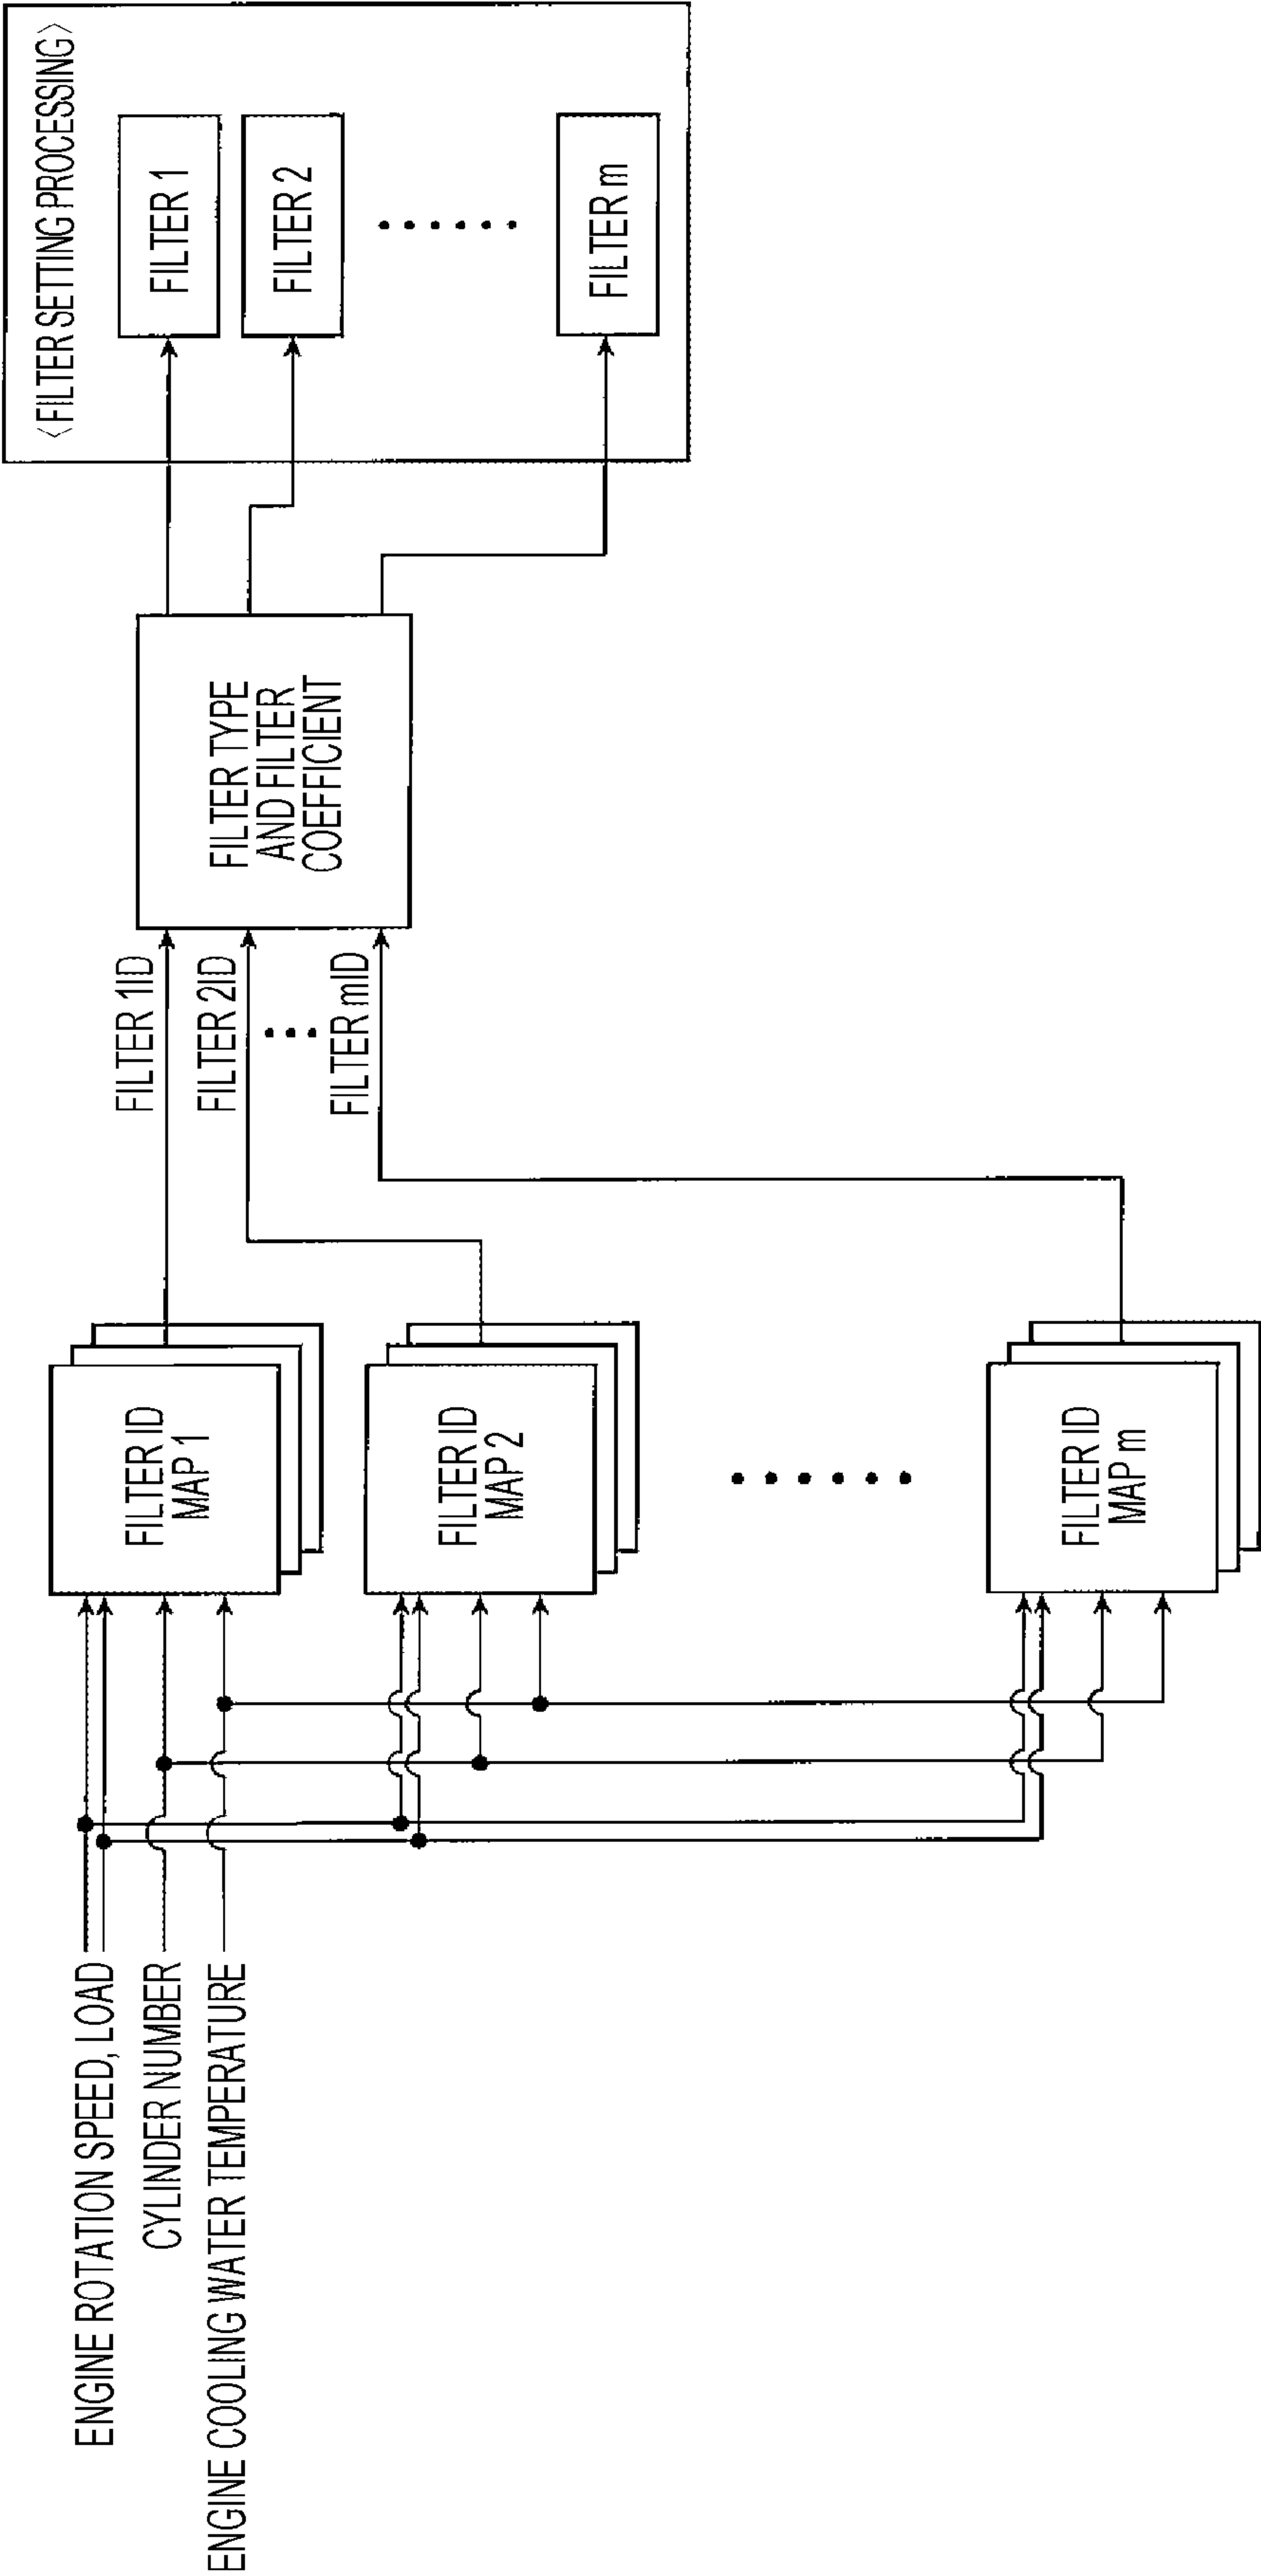 ENGINE ROTATION SPEED, LOAD
CYLINDER NUMBER
ENGINE COOLING WATER TEMPERATURE
FILTER ID
MAP 1
FILTER ID
MAP 2
FILTER ID
MAP m
FILTER 1ID
FILTER 2ID
FILTER mID
FILTER TYPE
AND FILTER
COEFFICIENT
<FILTER SETTING PROCESSING>
FILTER 1
FILTER 2
FILTER m